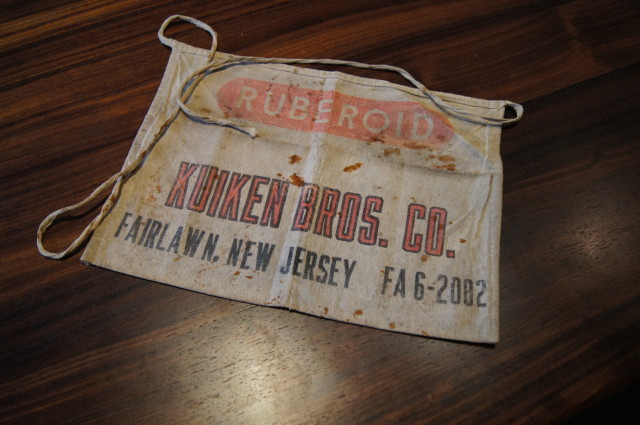 RUBEROID
KUIKEN BROS. CO.
FAIRLAWN, NEW JERSEY FA 6-2082